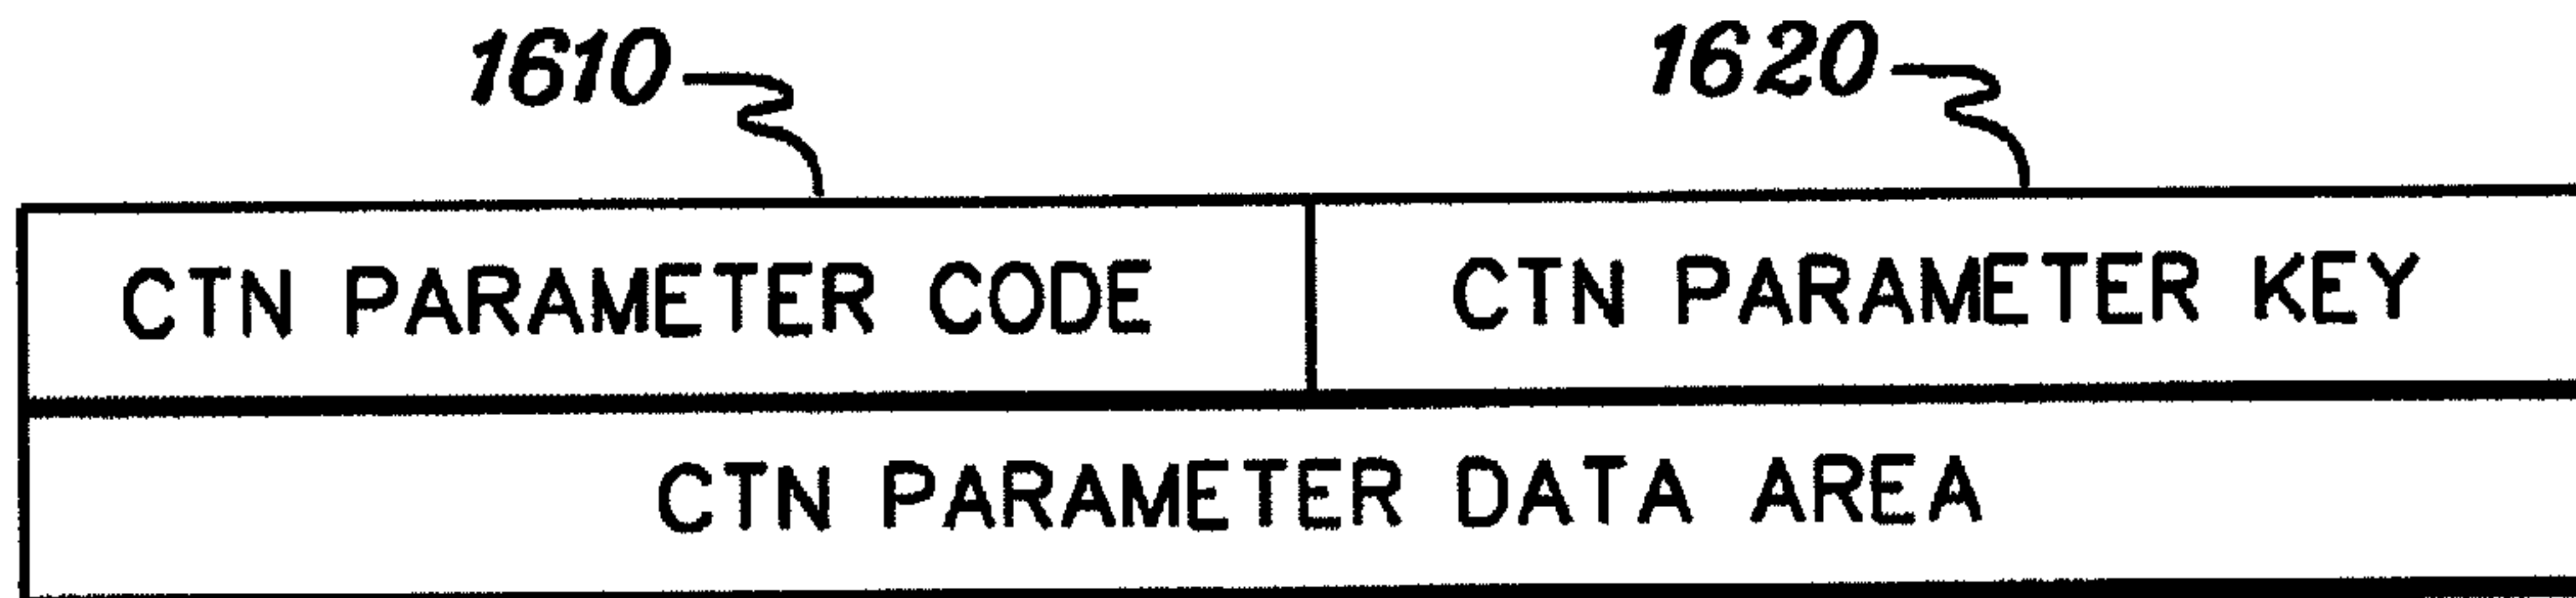 1610 1620
CTN PARAMETER CODE CTN PARAMETER KEY
CTN PARAMETER DATA AREA